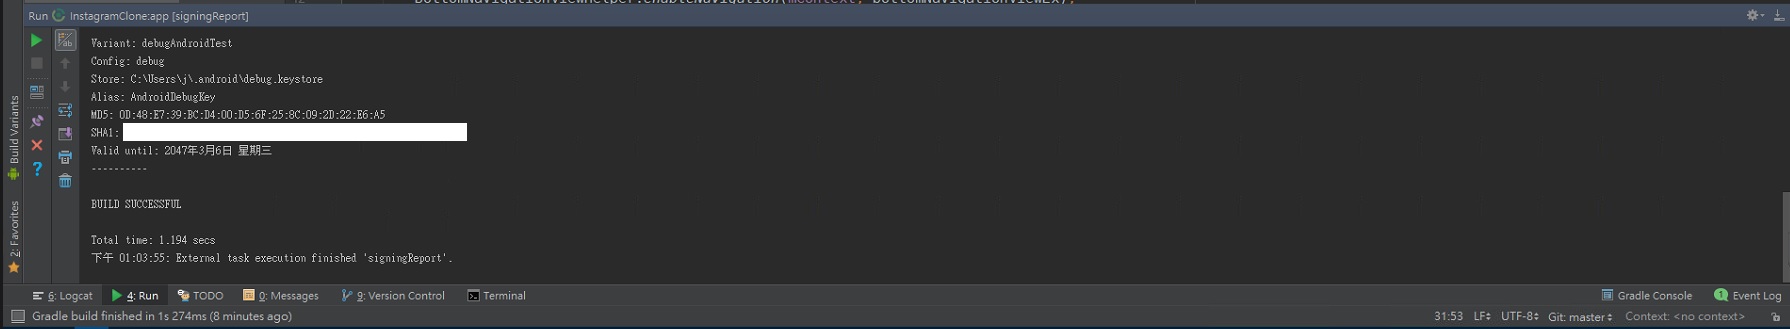 Run InstagramClone:app [signingReport]
Variant: debugAndroidTest
Config: debug
Store: C:\Users\j\.android\debug.keystore
Alias: AndroidDebugKey
MD5: 0D:48:E7:39:BC:D4:00:D5:6F:25:8C:09:2D:22:E6:A5
SHA1:
Valid until: 2047年3月6日 星期三
----------
BUILD SUCCESSFUL
Total time: 1.194 secs
下午 01:03:55: External task execution finished 'signingReport'.
Build Variants
2: Favorites
6: Logcat 4: Run TODO 0: Messages 9: Version Control Terminal Gradle Console 1 Event Log
Gradle build finished in 1s 274ms (8 minutes ago) 31:53 LF UTF-8 Git: master Context: <no context>